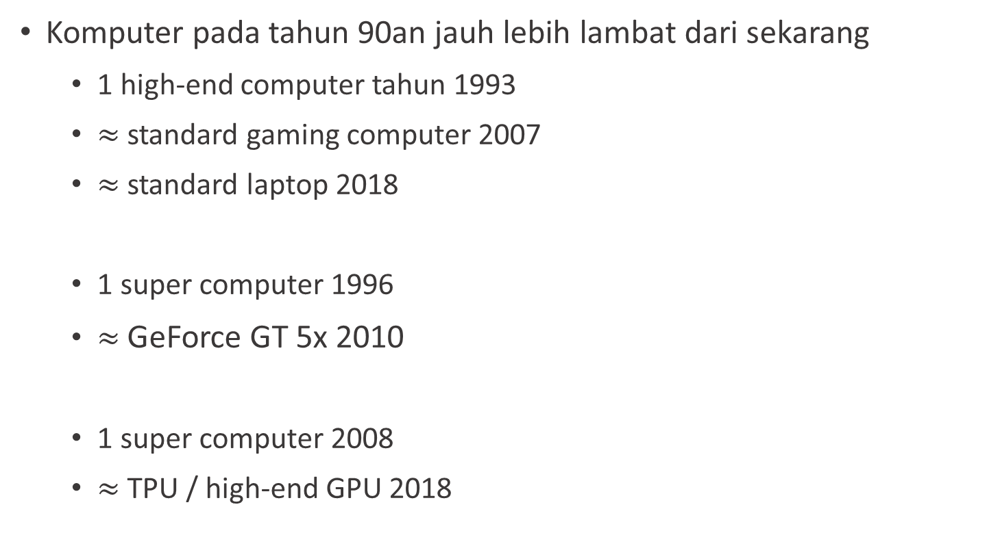 • Komputer pada tahun 90an jauh lebih lambat dari sekarang
• 1 high-end computer tahun 1993
• ≈ standard gaming computer 2007
• ≈ standard laptop 2018
• 1 super computer 1996
• ≈ GeForce GT 5x 2010
• 1 super computer 2008
• ≈ TPU / high-end GPU 2018